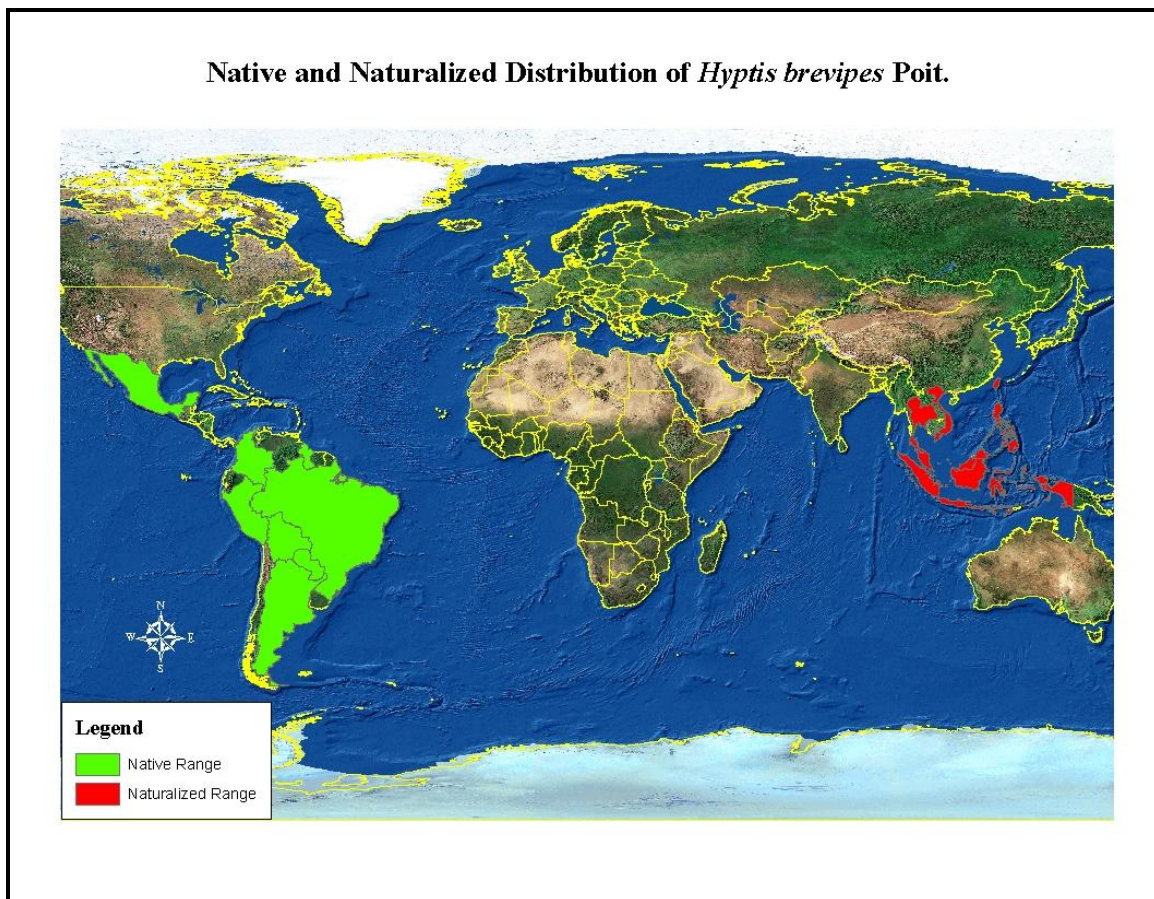 Native and Naturalized Distribution of Hyptis brevipes Poit.
N
W E
S
Legend
Native Range
Naturalized Range